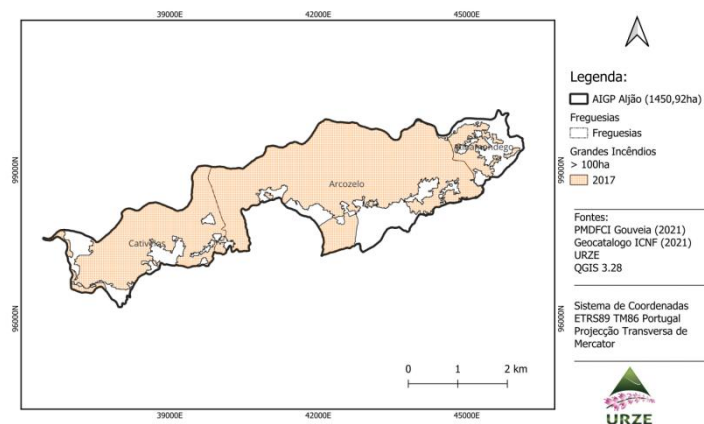 39000E
42000E
45000E
99000N
96000N
99000N
96000N
Arcozelo
Cativelos
0 1 2 km
39000E
42000E
45000E
Legenda:
AIGP Aljão (1450,92ha)
Freguesias
Freguesias
Grandes Incêndios
> 100ha
2017
Fontes:
PMDFCI Gouveia (2021)
Geocatalogo ICNF (2021)
URZE
QGIS 3.28
Sistema de Coordenadas
ETRS89 TM86 Portugal
Projecção Transversa de
Mercator
URZE